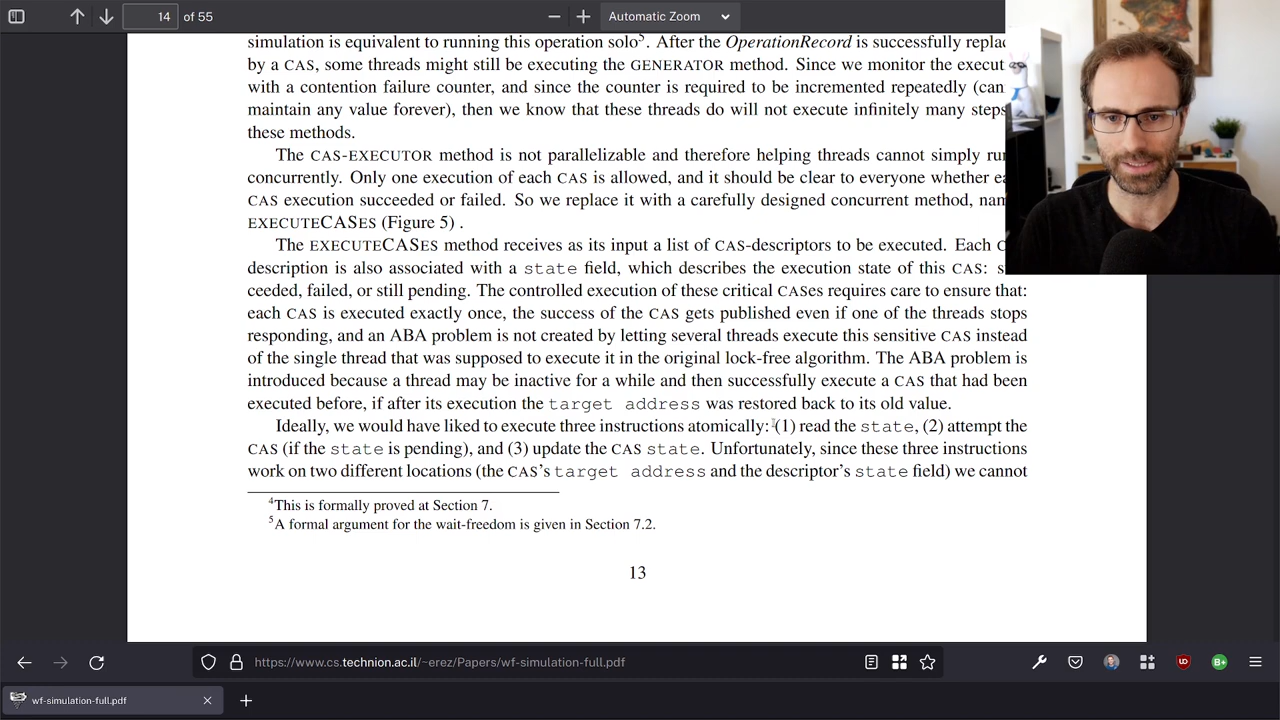 14 of 55 Automatic Zoom
simulation is equivalent to running this operation solo5. After the OperationRecord is successfully
by a CAS, some threads might still be executing the GENERATOR method. Since we monitor the
with a contention failure counter, and since the counter is required to be incremented repeatedly
maintain any value forever), then we know that these threads do will not execute infinitely many steps
these methods.
The CAS-EXECUTOR method is not parallelizable and therefore helping threads cannot simply
concurrently. Only one execution of each CAS is allowed, and it should be clear to everyone whether
CAS execution succeeded or failed. So we replace it with a carefully designed concurrent method,
EXECUTECASES (Figure 5) .
The EXECUTECASES method receives as its input a list of CAS-descriptors to be executed. Each
description is also associated with a state field, which describes the execution state of this CAS:
ceeded, failed, or still pending. The controlled execution of these critical CASes requires care to ensure that:
each CAS is executed exactly once, the success of the CAS gets published even if one of the threads stops
responding, and an ABA problem is not created by letting several threads execute this sensitive CAS instead
of the single thread that was supposed to execute it in the original lock-free algorithm. The ABA problem is
introduced because a thread may be inactive for a while and then successfully execute a CAS that had been
executed before, if after its execution the target address was restored back to its old value.
Ideally, we would have liked to execute three instructions atomically: (1) read the state, (2) attempt the
CAS (if the state is pending), and (3) update the CAS state. Unfortunately, since these three instructions
work on two different locations (the CAS's target address and the descriptor's state field) we cannot
4This is formally proved at Section 7.
5A formal argument for the wait-freedom is given in Section 7.2.
13
https://www.cs.technion.ac.il/~erez/Papers/wf-simulation-full.pdf
wf-simulation-full.pdf